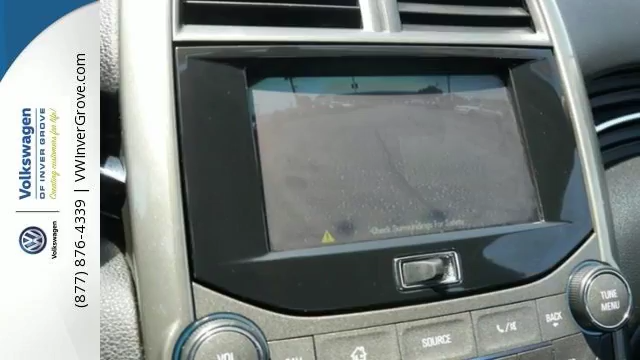 Volkswagen
OF INVER GROVE
Creating customers for life!
Volkswagen
(877) 876-4339 | VWInverGrove.com
Check Surroundings For Safety
TUNE
MENU
VOL
SOURCE
BACK